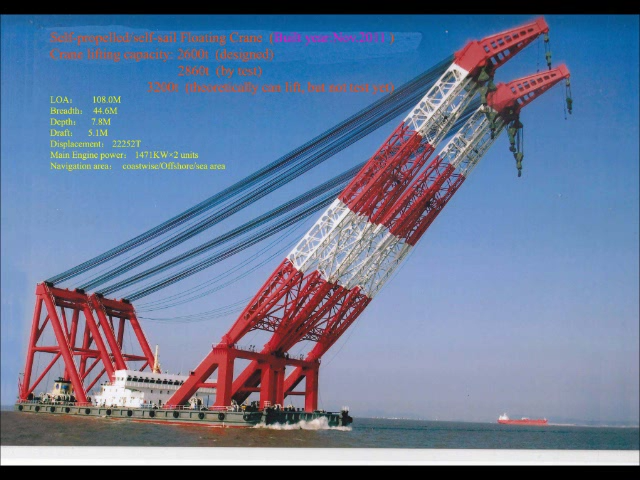 Self-propelled/self-sail Floating Crane (Built year:Nov.2011 )
Crane lifting capacity: 2600t (designed)
2860t (by test)
3200t (theoretically can lift, but not test yet)
LOA： 108.0M
Breadth： 44.6M
Depth： 7.8M
Draft： 5.1M
Displacement： 22252T
Main Engine power： 1471KW×2 units
Navigation area： coastwise/Offshore/sea area